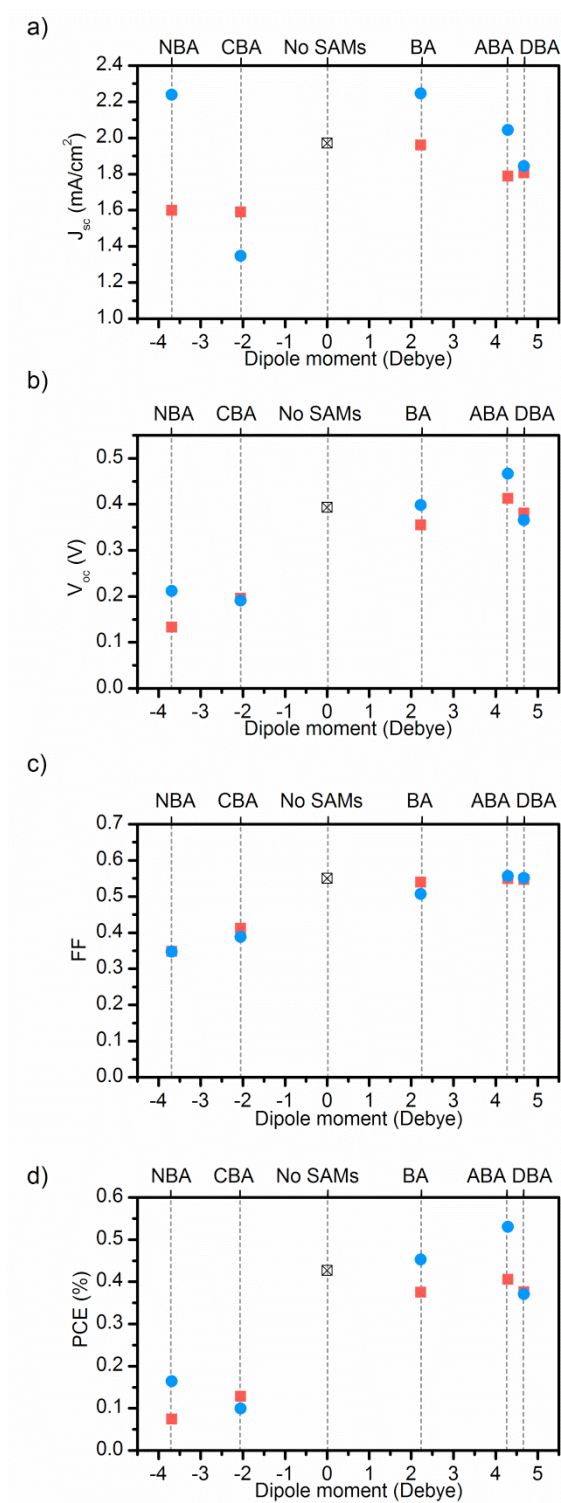 a)
NBA CBA No SAMs BA ABA DBA
2.4
2.2
2.0
1.8
1.6
1.4
1.2
1.0
Jsc (mA/cm²)
-4 -3 -2 -1 0 1 2 3 4 5
Dipole moment (Debye)
b)
NBA CBA No SAMs BA ABA DBA
0.5
0.4
0.3
0.2
0.1
0.0
Voc (V)
-4 -3 -2 -1 0 1 2 3 4 5
Dipole moment (Debye)
c)
NBA CBA No SAMs BA ABA DBA
0.7
0.6
0.5
0.4
0.3
0.2
0.1
0.0
FF
-4 -3 -2 -1 0 1 2 3 4 5
Dipole moment (Debye)
d)
NBA CBA No SAMs BA ABA DBA
0.6
0.5
0.4
0.3
0.2
0.1
0.0
PCE (%)
-4 -3 -2 -1 0 1 2 3 4 5
Dipole moment (Debye)